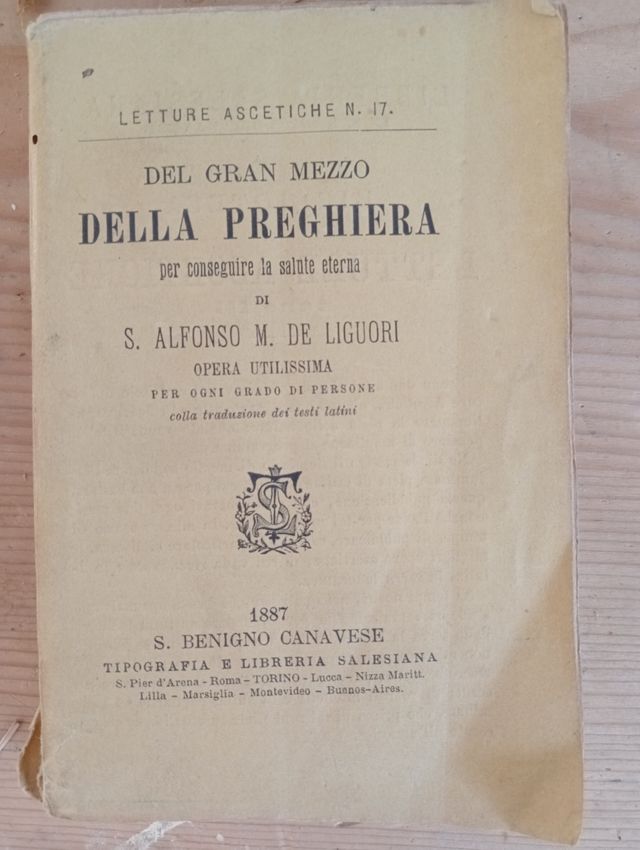 LETTURE ASCETICHE N. 17.
DEL GRAN MEZZO
DELLA PREGHIERA
per conseguire la salute eterna
DI
S. ALFONSO M. DE LIGUORI
OPERA UTILISSIMA
PER OGNI GRADO DI PERSONE
colla traduzione dei testi latini
1887
S. BENIGNO CANAVESE
TIPOGRAFIA E LIBRERIA SALESIANA
S. Pier d'Arena - Roma - TORINO - Lucca - Nizza Maritt.
Lilla - Marsiglia - Montevideo - Buenos-Aires.